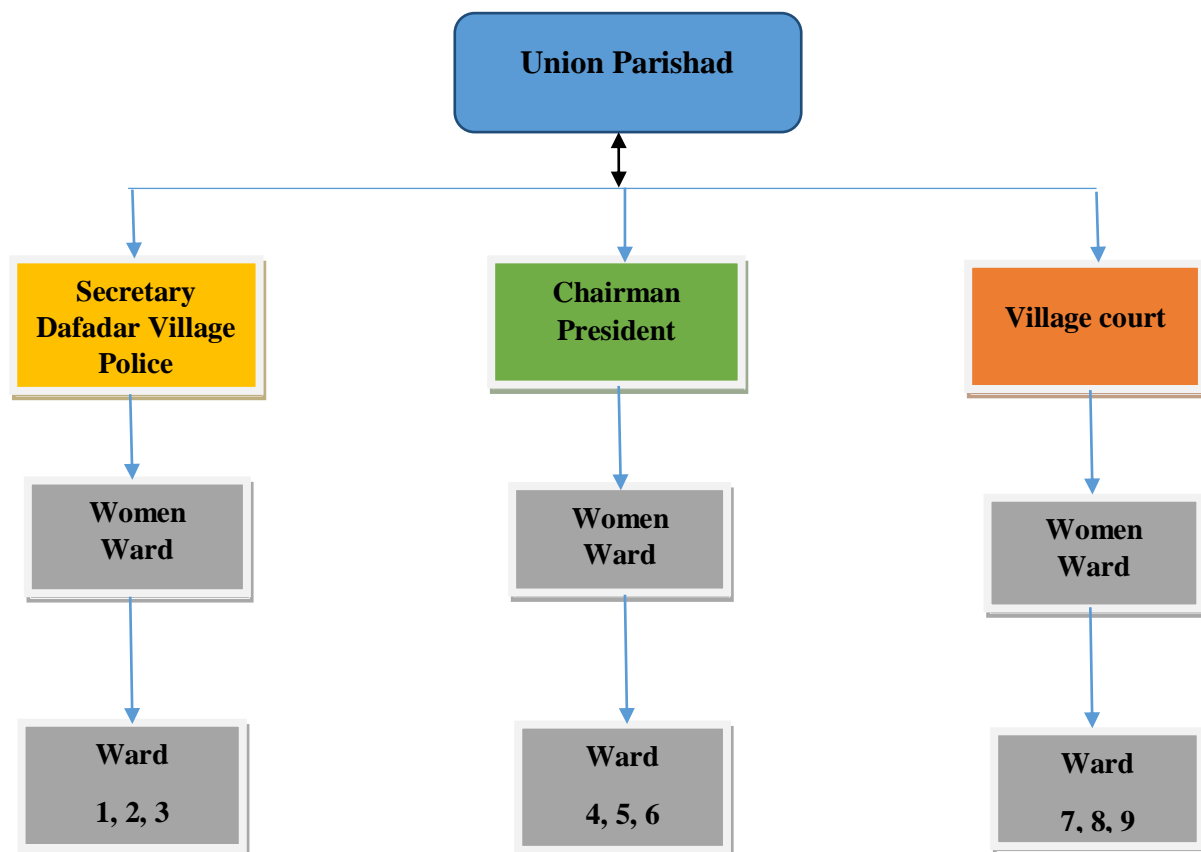 Union Parishad
Secretary
Dafadar Village
Police
Chairman
President
Village court
Women
Ward
Women
Ward
Women
Ward
Ward
1, 2, 3
Ward
4, 5, 6
Ward
7, 8, 9